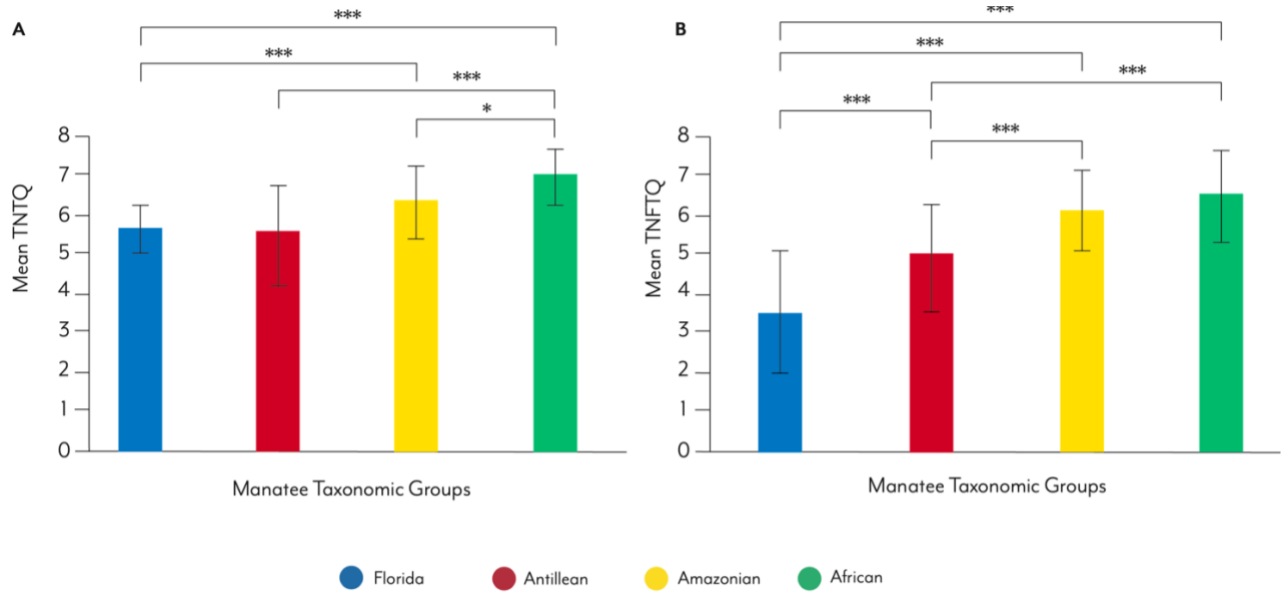 A
***
***
***
*
8
7
6
5
4
3
2
1
0
Mean TNTQ
Manatee Taxonomic Groups
B
***
***
***
***
***
8
7
6
5
4
3
2
1
0
Mean TNFTQ
Manatee Taxonomic Groups
Florida
Antillean
Amazonian
African